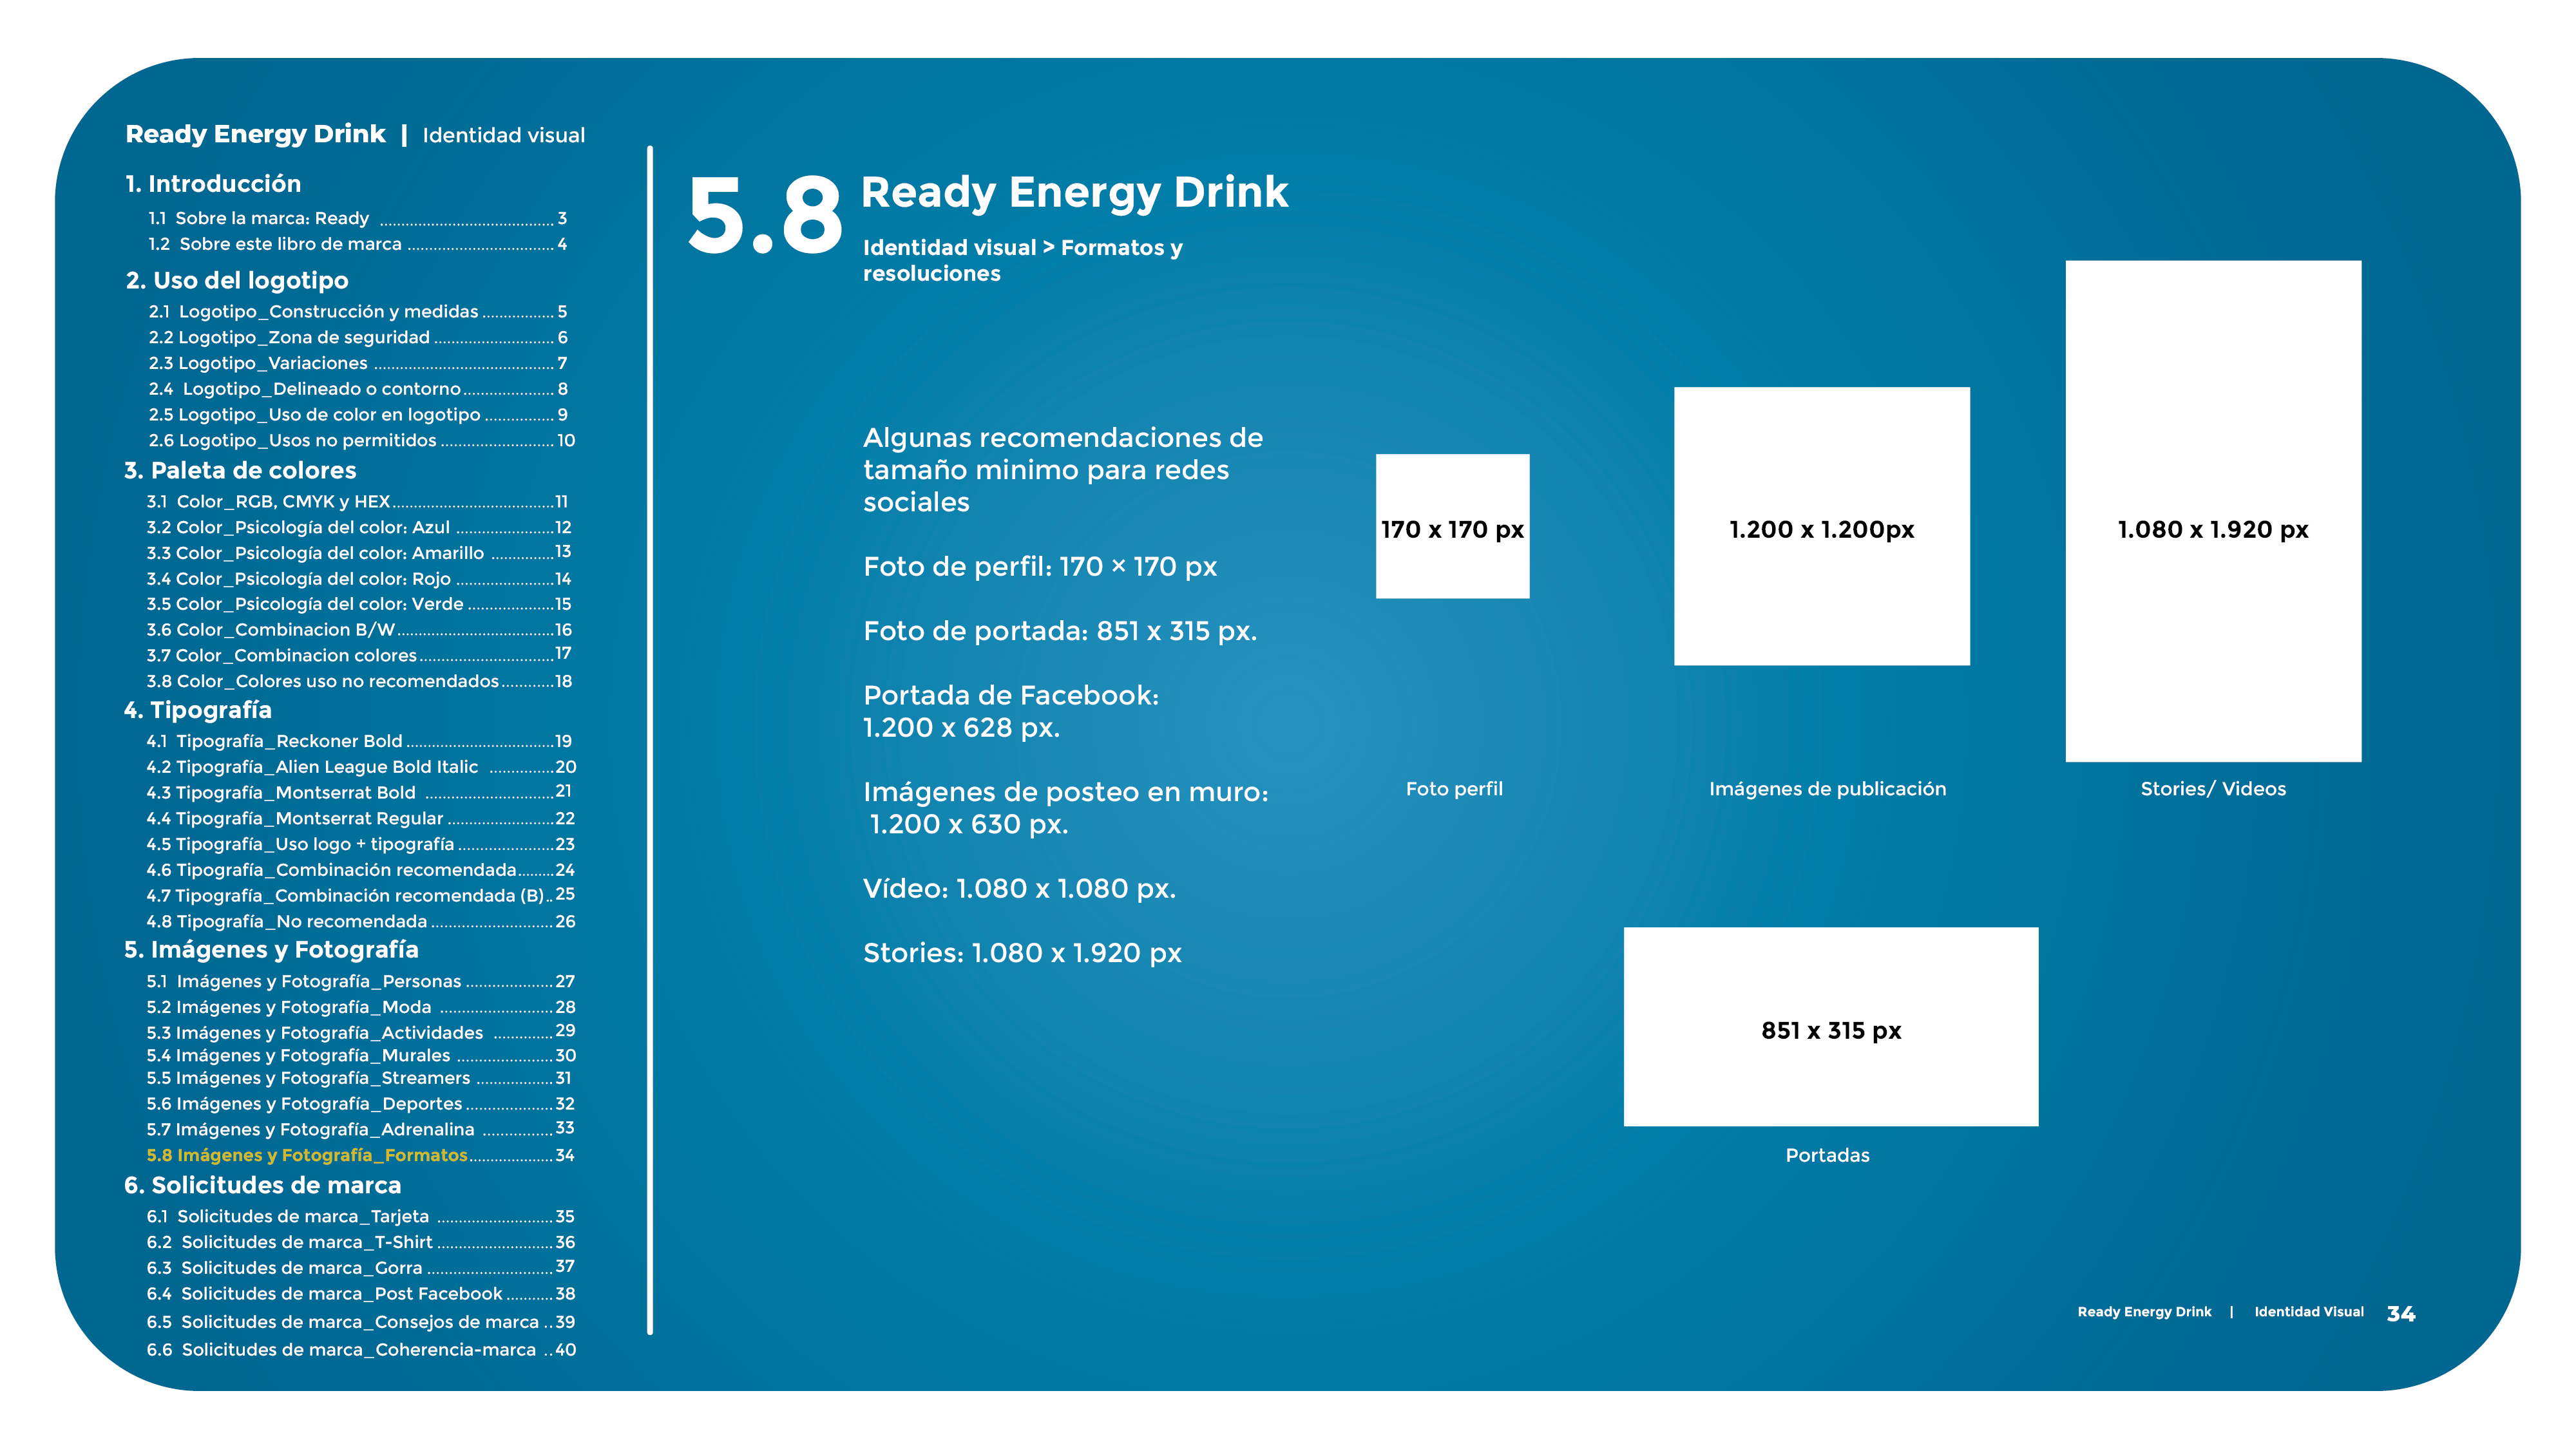 Ready Energy Drink | Identidad visual
1. Introducción
1.1 Sobre la marca: Ready ........................................ 3
1.2 Sobre este libro de marca .................................. 4
2. Uso del logotipo
2.1 Logotipo_Construcción y medidas ................ 5
2.2 Logotipo_Zona de seguridad ........................... 6
2.3 Logotipo_Variaciones ......................................... 7
2.4 Logotipo_Delineado o contorno..................... 8
2.5 Logotipo_Uso de color en logotipo ................ 9
2.6 Logotipo_Usos no permitidos .......................... 10
3. Paleta de colores
3.1 Color_RGB, CMYK y HEX.....................................11
3.2 Color_Psicología del color: Azul ......................12
3.3 Color_Psicología del color: Amarillo ..............13
3.4 Color_Psicología del color: Rojo ......................14
3.5 Color_Psicología del color: Verde ....................15
3.6 Color_Combinacion B/W....................................16
3.7 Color_Combinacion colores...............................17
3.8 Color_Colores uso no recomendados............18
4. Tipografía
4.1 Tipografía_Reckoner Bold ..................................19
4.2 Tipografía_Alien League Bold Italic ...............20
4.3 Tipografía_Montserrat Bold .............................21
4.4 Tipografía_Montserrat Regular ........................22
4.5 Tipografía_Uso logo + tipografía ......................23
4.6 Tipografía_Combinación recomendada.........24
4.7 Tipografía_Combinación recomendada (B)..25
4.8 Tipografía_No recomendada ............................26
5. Imágenes y Fotografía
5.1 Imágenes y Fotografía_Personas ....................27
5.2 Imágenes y Fotografía_Moda ..........................28
5.3 Imágenes y Fotografía_Actividades ..............29
5.4 Imágenes y Fotografía_Murales ......................30
5.5 Imágenes y Fotografía_Streamers ..................31
5.6 Imágenes y Fotografía_Deportes....................32
5.7 Imágenes y Fotografía_Adrenalina ................33
5.8 Imágenes y Fotografía_Formatos...................34
6. Solicitudes de marca
6.1 Solicitudes de marca_Tarjeta ...........................35
6.2 Solicitudes de marca_T-Shirt ...........................36
6.3 Solicitudes de marca_Gorra .............................37
6.4 Solicitudes de marca_Post Facebook ...........38
6.5 Solicitudes de marca_Consejos de marca ..39
6.6 Solicitudes de marca_Coherencia-marca ..40
5.8 Ready Energy Drink
Identidad visual > Formatos y
resoluciones
Algunas recomendaciones de
tamaño minimo para redes
sociales
Foto de perfil: 170 × 170 px
Foto de portada: 851 x 315 px.
Portada de Facebook:
1.200 x 628 px.
Imágenes de posteo en muro:
1.200 x 630 px.
Vídeo: 1.080 x 1.080 px.
Stories: 1.080 x 1.920 px
170 x 170 px
1.200 x 1.200px
1.080 x 1.920 px
Foto perfil
Imágenes de publicación
Stories/ Videos
851 x 315 px
Portadas
Ready Energy Drink | Identidad Visual 34